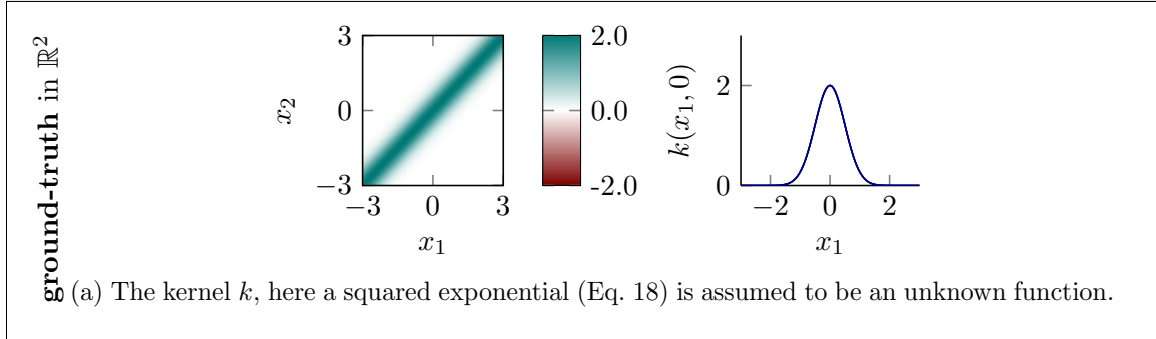 ground-truth in ℝ²
3
0
−3
x₂
−3 0 3
x₁
2.0
0.0
-2.0
k(x₁, 0)
2
0
−2 0 2
x₁
(a) The kernel k, here a squared exponential (Eq. 18) is assumed to be an unknown function.